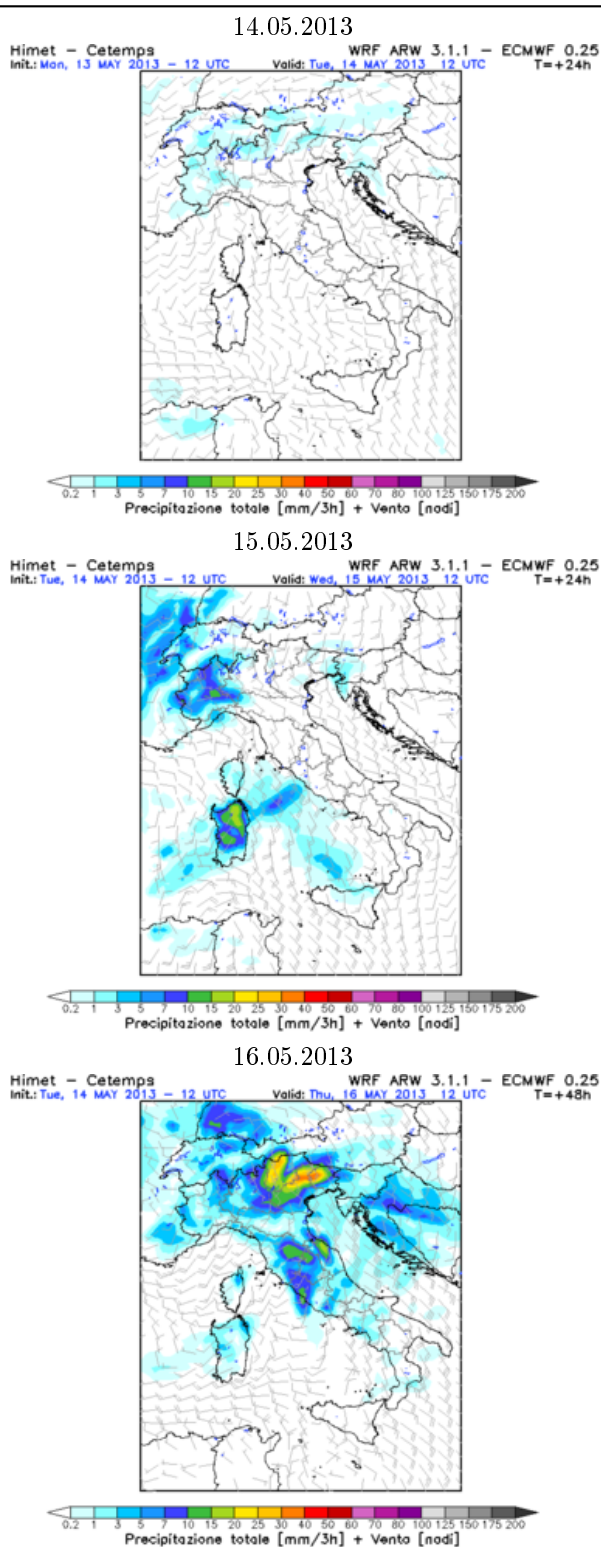 14.05.2013
Himet - Cetemps WRF ARW 3.1.1 - ECMWF 0.25
Init.: Mon, 13 MAY 2013 - 12 UTC Valid: Tue, 14 MAY 2013 12 UTC T=+24h
0.2 1 3 5 7 10 15 20 25 30 40 50 60 70 80 100 125 150 175 200
Precipitazione totale [mm/3h] + Vento [nodi]
15.05.2013
Himet - Cetemps WRF ARW 3.1.1 - ECMWF 0.25
Init.: Tue, 14 MAY 2013 - 12 UTC Valid: Wed, 15 MAY 2013 12 UTC T=+24h
0.2 1 3 5 7 10 15 20 25 30 40 50 60 70 80 100 125 150 175 200
Precipitazione totale [mm/3h] + Vento [nodi]
16.05.2013
Himet - Cetemps WRF ARW 3.1.1 - ECMWF 0.25
Init.: Tue, 14 MAY 2013 - 12 UTC Valid: Thu, 16 MAY 2013 12 UTC T=+48h
0.2 1 3 5 7 10 15 20 25 30 40 50 60 70 80 100 125 150 175 200
Precipitazione totale [mm/3h] + Vento [nodi]